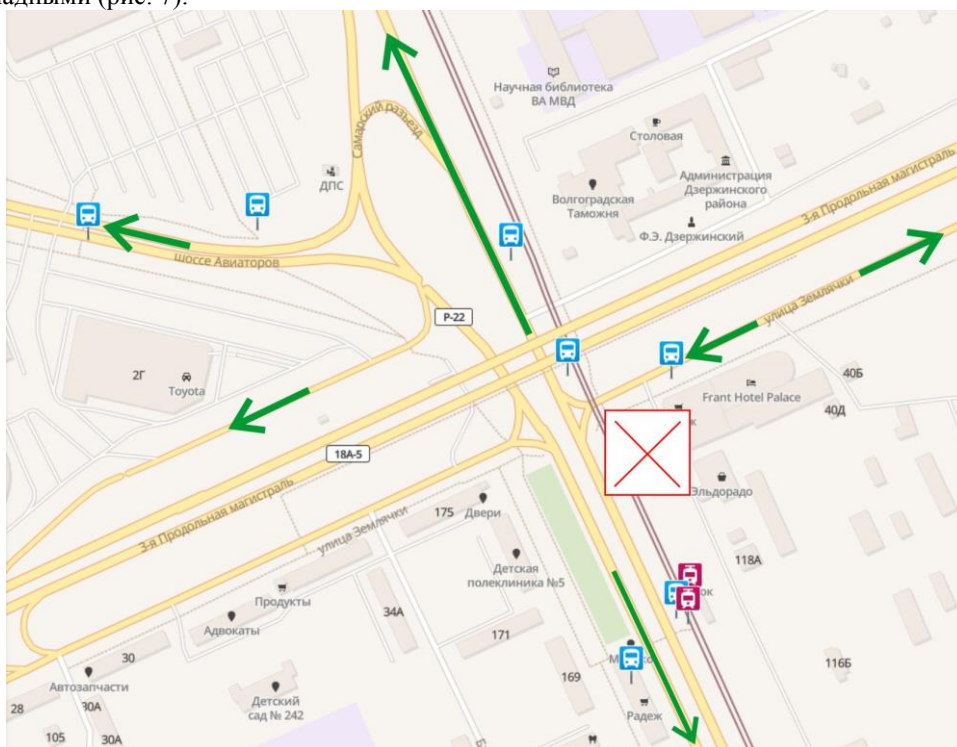 адными (рис. 7).
Научная библиотека
ВА МВД
Самарский разъезд
Столовая
ДПС
Администрация
Дзержинского
района
Волгоградская
Таможня
3-я Продольная магистраль
Ф.Э. Дзержинский
шоссе Авиаторов
улица Землячки
Р-22
2Г
Toyota
40Б
Frant Hotel Palace
40Д
18А-5
Эльдорадо
175
Двери
3-я Продольная магистраль
улица Землячки
Детская
полеклиника №5
118А
Продукты
34А
Адвокаты
171
30
116Б
169
Автозапчасти
Детский
сад № 242
28
30А
Радеж
105
30А